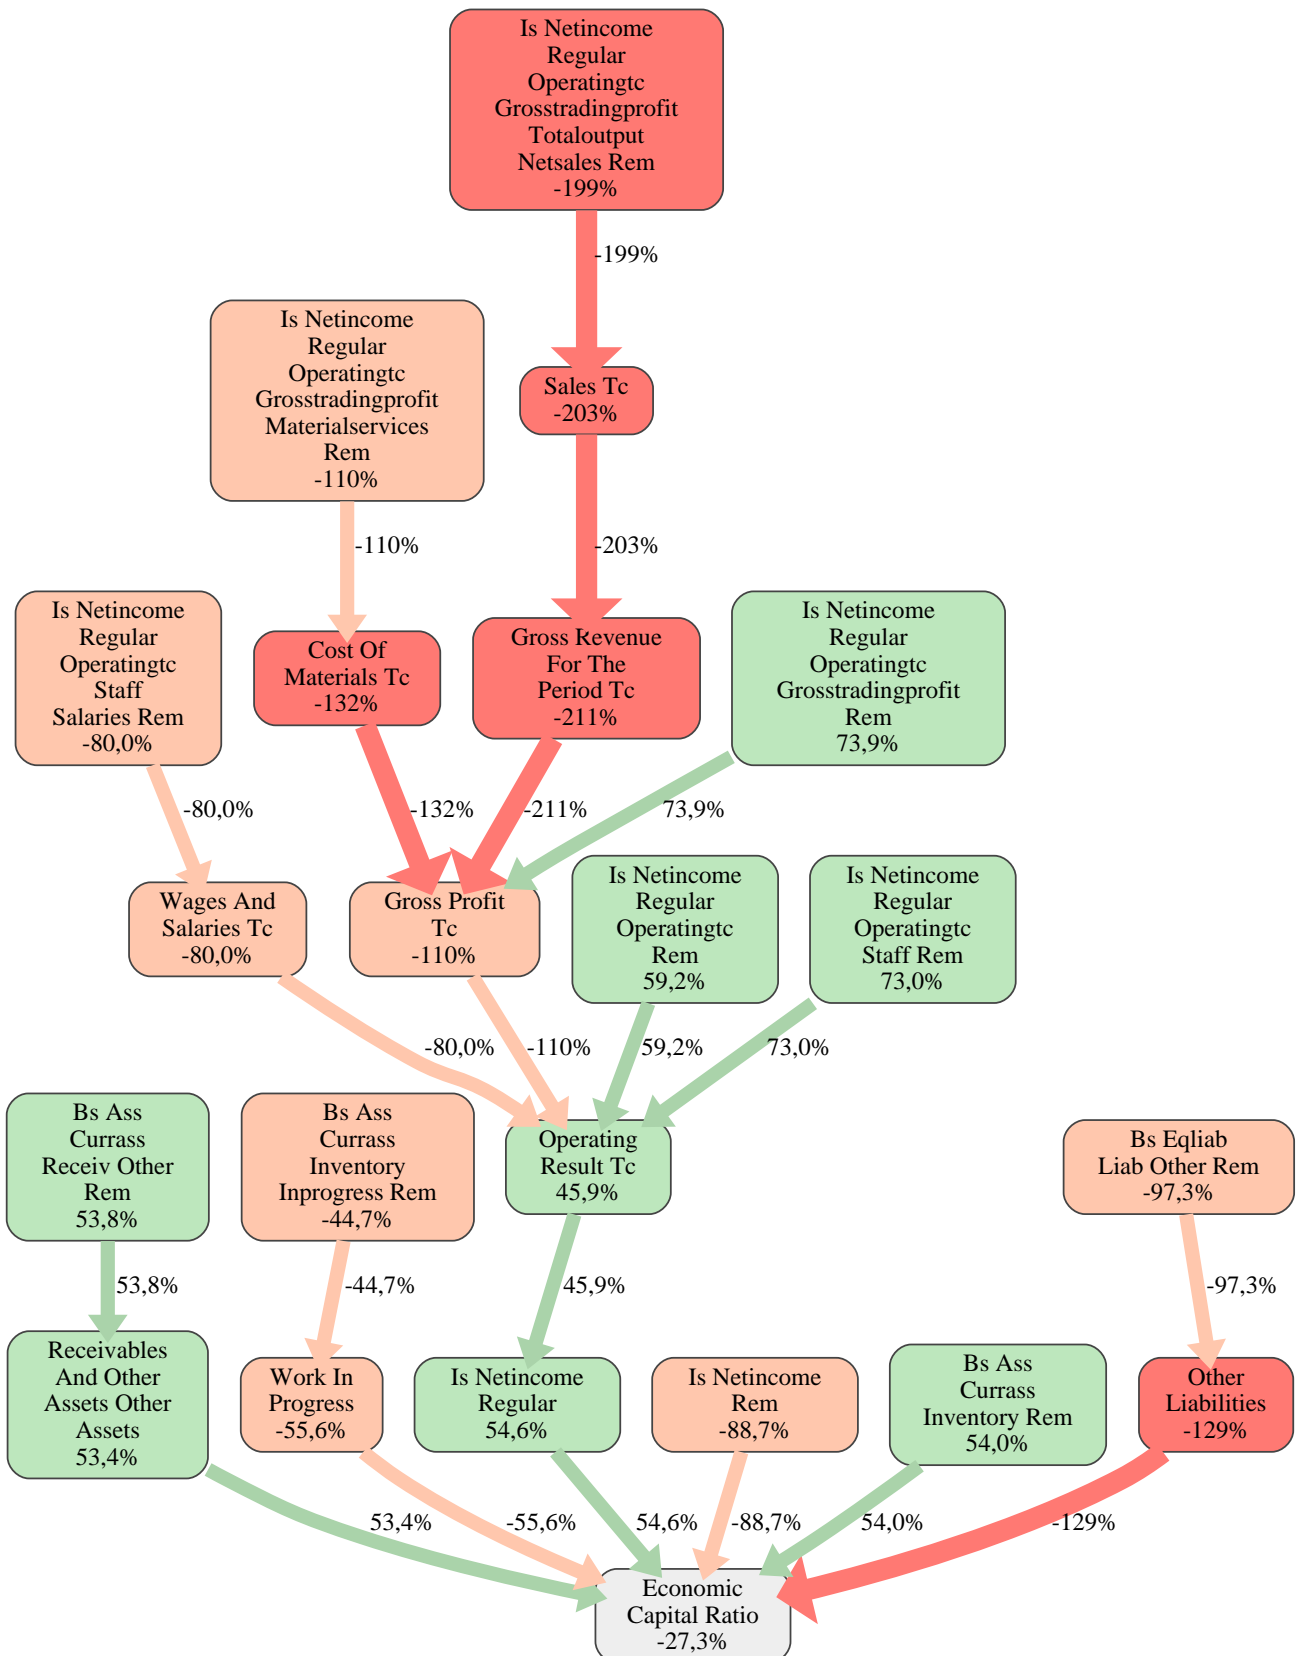 Is Netincome
Regular
Operatingtc
Grosstradingprofit
Totaloutput
Netsales Rem
-199%
-199%
Is Netincome
Regular
Operatingtc
Grosstradingprofit
Materialservices
Rem
-110%
Sales Tc
-203%
-110%
-203%
Is Netincome
Regular
Operatingtc
Staff
Salaries Rem
-80,0%
Cost Of
Materials Tc
-132%
Gross Revenue
For The
Period Tc
-211%
Is Netincome
Regular
Operatingtc
Grosstradingprofit
Rem
73,9%
-80,0%
-132%
-211%
73,9%
Wages And
Salaries Tc
-80,0%
Gross Profit
Tc
-110%
Is Netincome
Regular
Operatingtc
Rem
59,2%
Is Netincome
Regular
Operatingtc
Staff Rem
73,0%
-80,0%
-110%
59,2%
73,0%
Bs Ass
Currass
Receiv Other
Rem
53,8%
Bs Ass
Currass
Inventory
Inprogress Rem
-44,7%
Operating
Result Tc
45,9%
Bs Eqliab
Liab Other Rem
-97,3%
53,8%
-44,7%
45,9%
-97,3%
Receivables
And Other
Assets Other
Assets
53,4%
Work In
Progress
-55,6%
Is Netincome
Regular
54,6%
Is Netincome
Rem
-88,7%
Bs Ass
Currass
Inventory Rem
54,0%
Other
Liabilities
-129%
53,4%
-55,6%
54,6%
-88,7%
54,0%
-129%
Economic
Capital Ratio
-27,3%